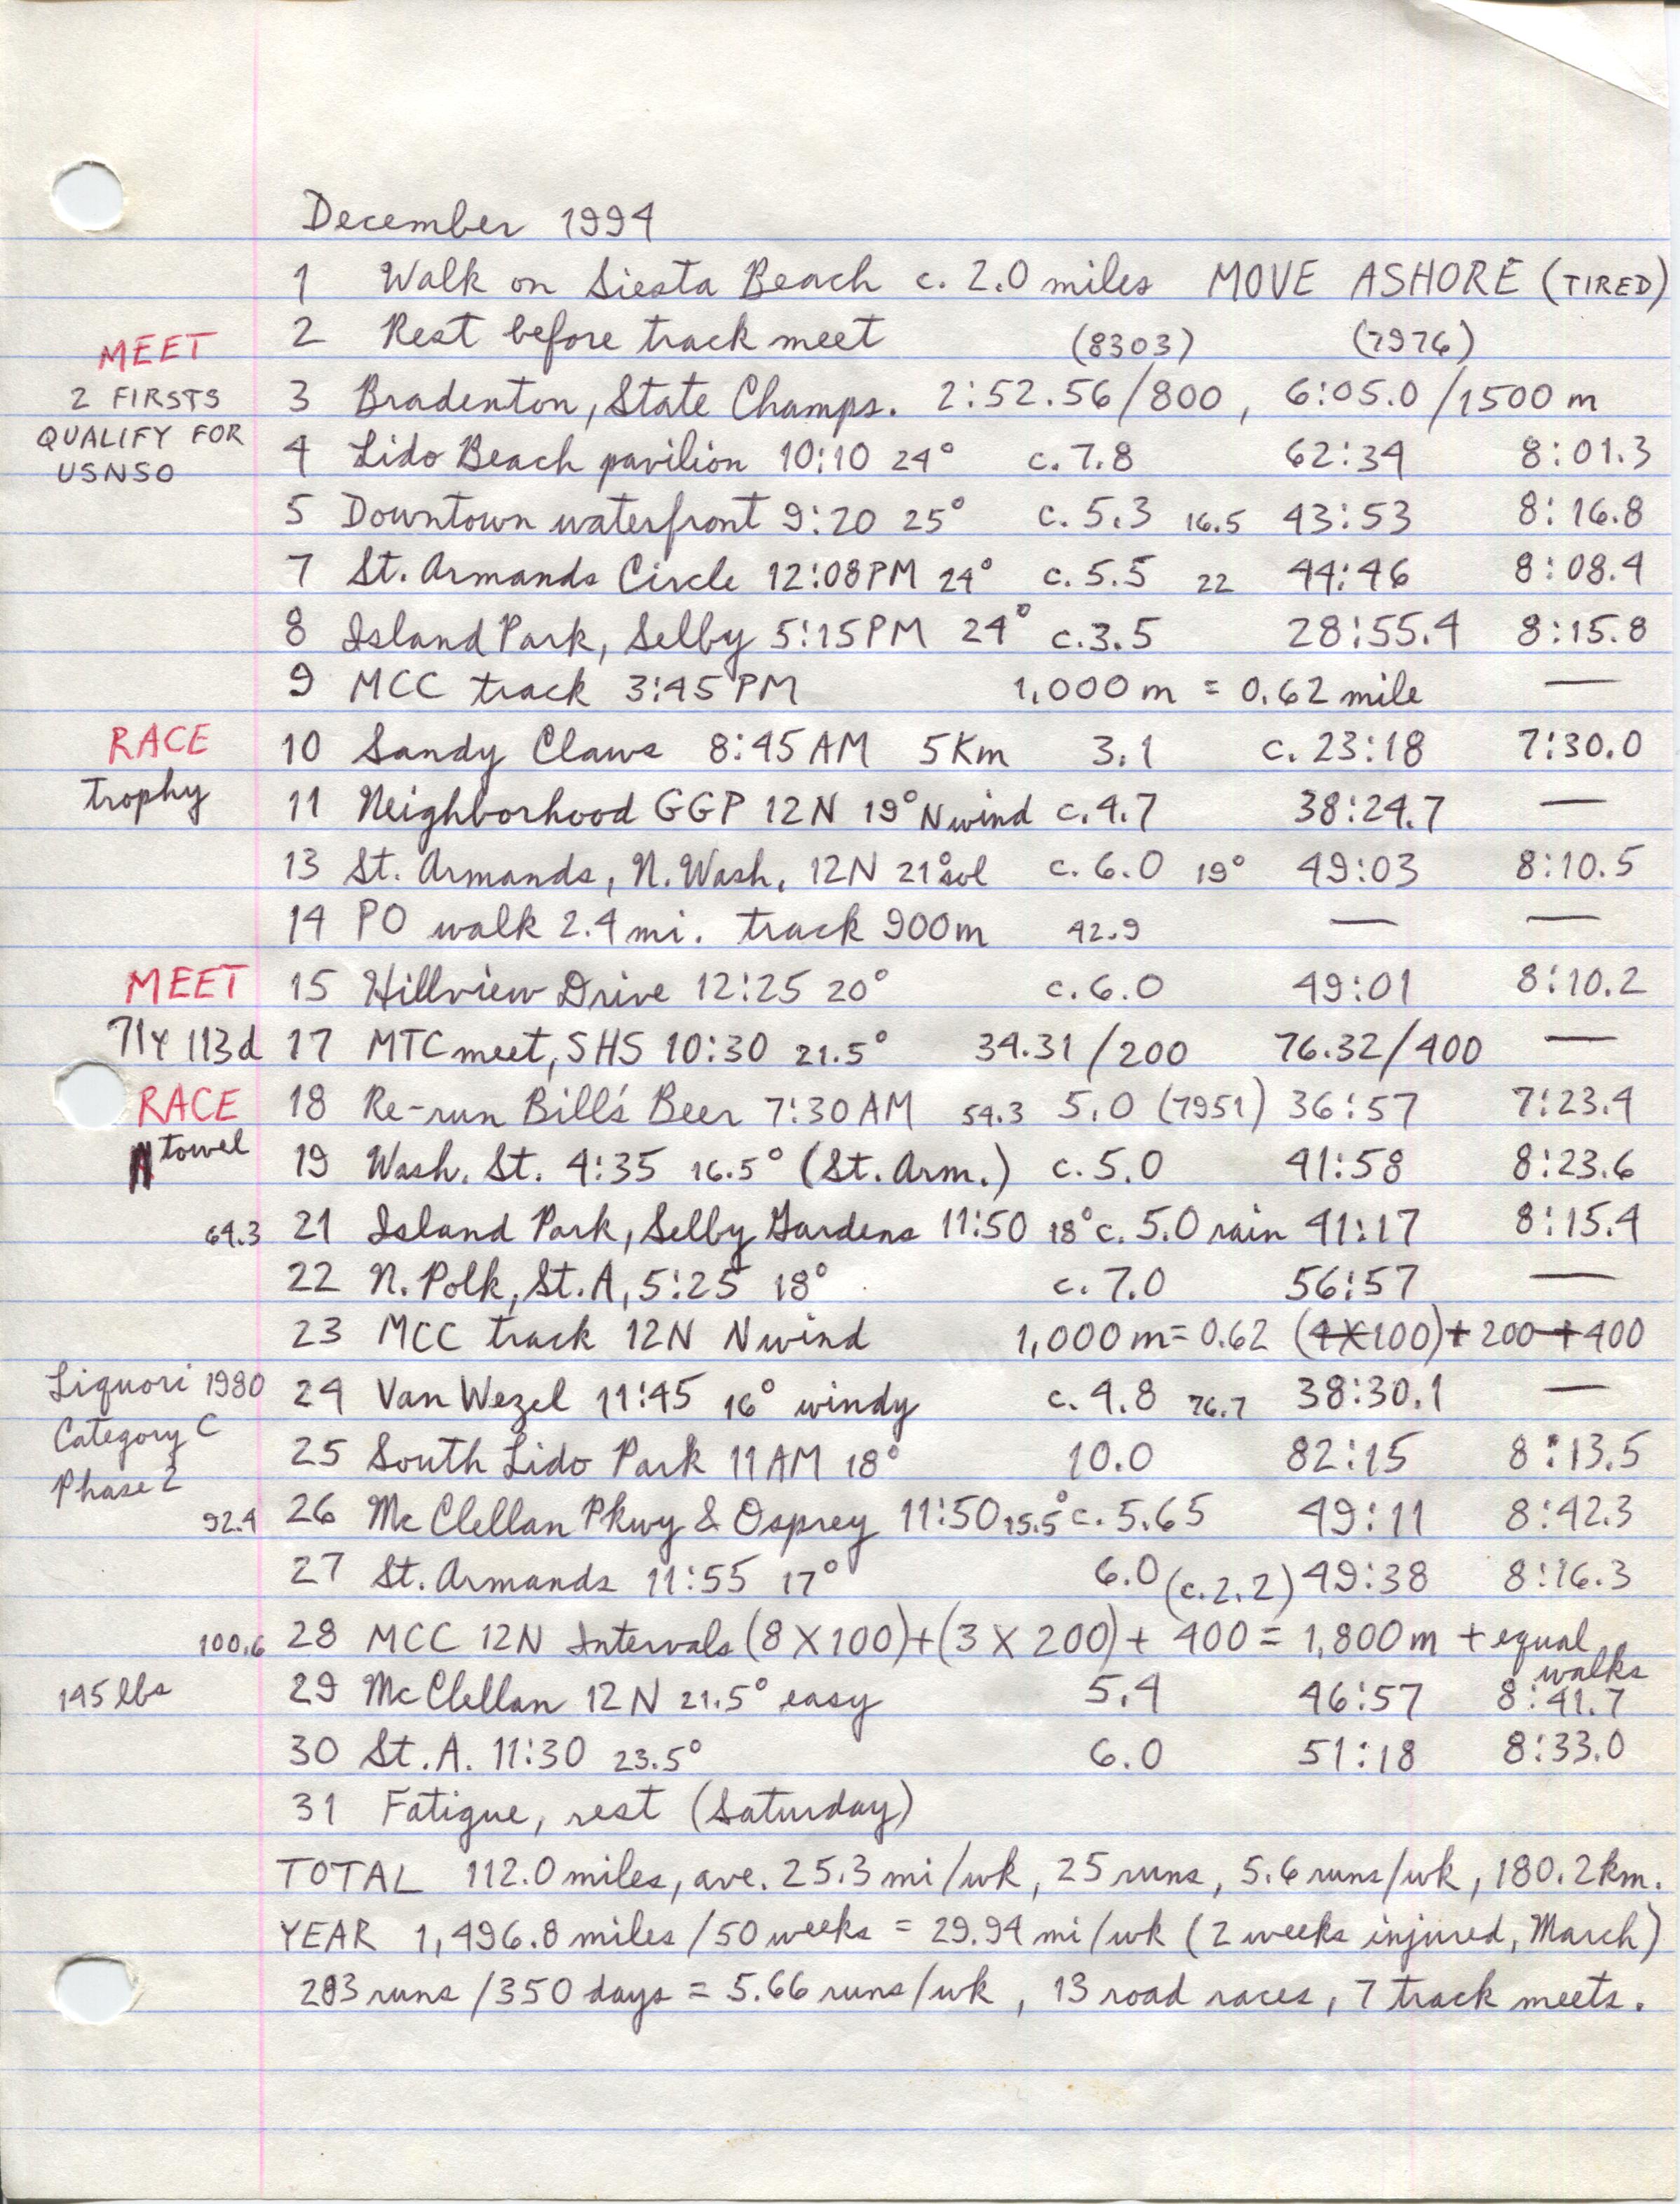 December 1994
1 Walk on Siesta Beach c. 2.0 miles MOVE ASHORE (TIRED)
2 Rest before track meet (8303) (7976)
MEET
2 FIRSTS 3 Bradenton, State Champs. 2:52.56/800, 6:05.0/1500 m
QUALIFY FOR
USNSO 4 Lido Beach pavilion 10:10 24° c. 7.8 62:34 8:01.3
5 Downtown waterfront 9:20 25° c. 5.3 16.5 43:53 8:16.8
7 St. Armands Circle 12:08PM 24° c. 5.5 22 44:46 8:08.4
8 Island Park, Selby 5:15PM 24° c. 3.5 28:55.4 8:15.8
9 MCC track 3:45PM 1,000 m = 0.62 mile —
RACE 10 Sandy Claws 8:45AM 5Km 3.1 c. 23:18 7:30.0
trophy 11 Neighborhood GGP 12N 19° N wind c. 4.7 38:24.7 —
13 St. Armands, N. Wash, 12N 21° sol c. 6.0 19° 49:03 8:10.5
14 PO walk 2.4 mi. track 900m 42.9 — —
MEET 15 Hillview Drive 12:25 20° c. 6.0 49:01 8:10.2
71Y 113d 17 MTC meet, SHS 10:30 21.5° 34.31/200 76.32/400 —
RACE 18 Re-run Bill's Beer 7:30AM 54.3 5.0 (7951) 36:57 7:23.4
towel 19 Wash. St. 4:35 16.5° (St. Arm.) c. 5.0 41:58 8:23.6
64.3 21 Island Park, Selby Gardens 11:50 18° c. 5.0 rain 41:17 8:15.4
22 N. Polk, St. A, 5:25 18° c. 7.0 56:57 —
23 MCC track 12N N wind 1,000 m = 0.62 (4X100)+200+400
Liquori 1980 24 Van Wezel 11:45 16° windy c. 4.8 76.7 38:30.1 —
Category C
Phase 2 25 South Lido Park 11AM 18° 10.0 82:15 8:13.5
92.4 26 McClellan Pkwy & Osprey 11:50 15.5° c. 5.65 49:11 8:42.3
27 St. Armands 11:55 17° 6.0 (c. 2.2) 49:38 8:16.3
100.6 28 MCC 12N Intervals (8X100)+(3X200)+ 400 = 1,800m + equal walks
145 lbs 29 McClellan 12N 21.5° easy 5.4 46:57 8:41.7
30 St. A. 11:30 23.5° 6.0 51:18 8:33.0
31 Fatigue, rest (Saturday)
TOTAL 112.0 miles, ave. 25.3 mi/wk, 25 runs, 5.6 runs/wk, 180.2km.
YEAR 1,496.8 miles / 50 weeks = 29.94 mi/wk (2 weeks injured, March)
283 runs / 350 days = 5.66 runs/wk, 13 road races, 7 track meets.